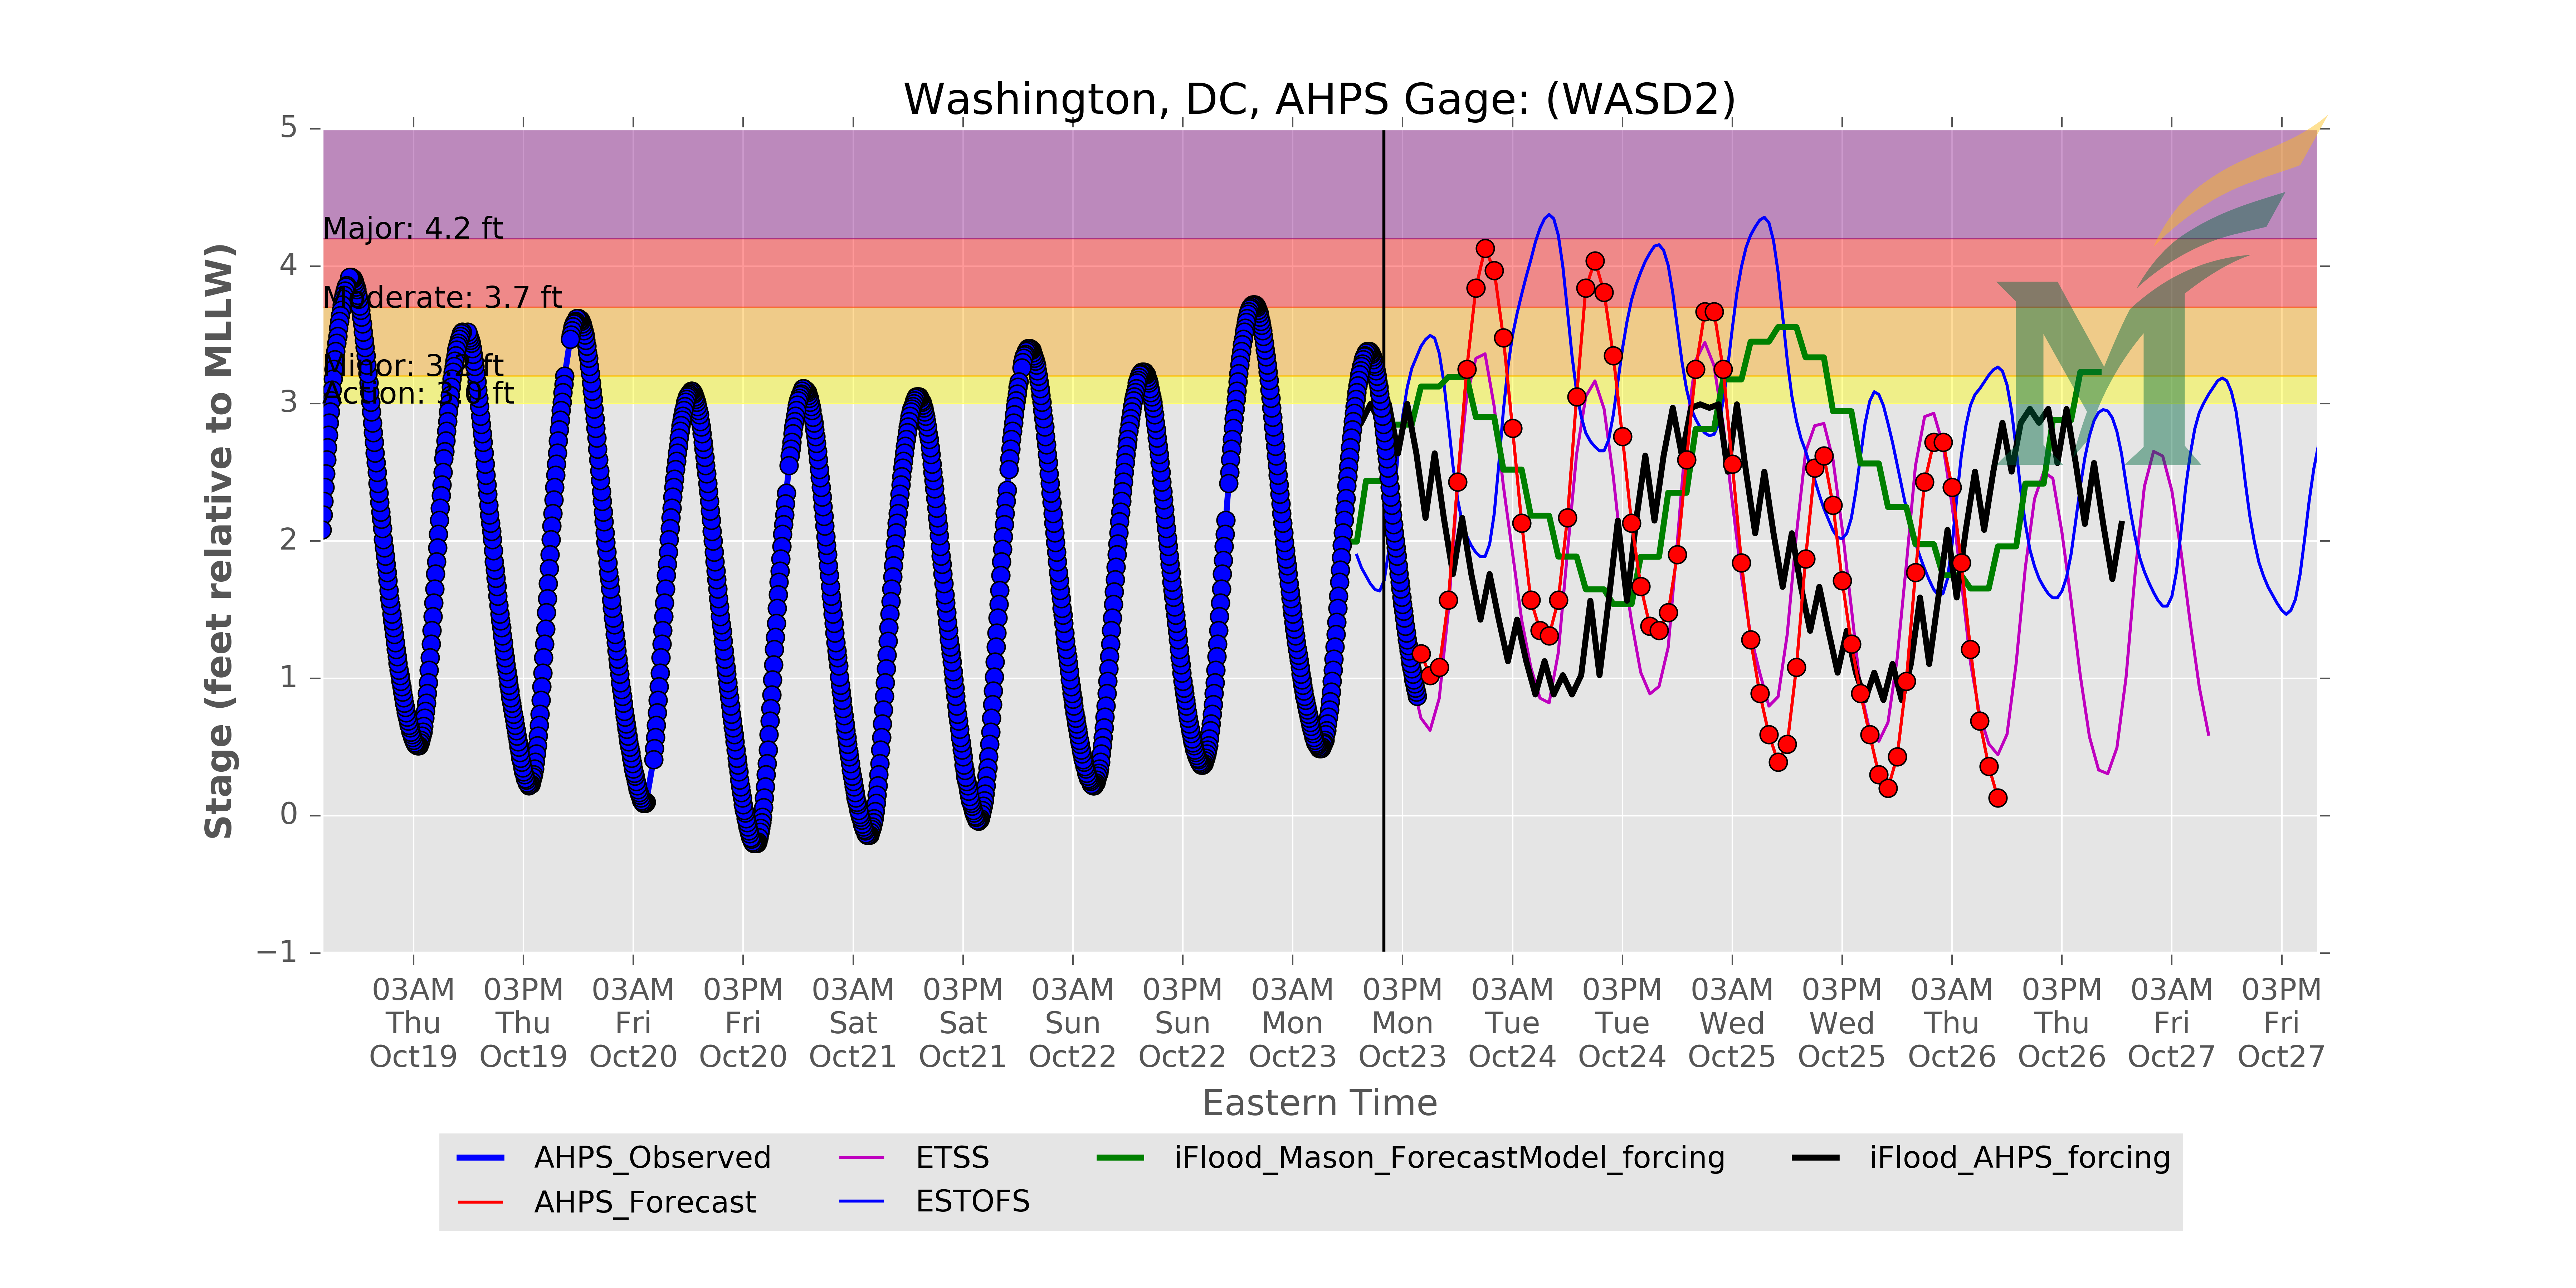 Washington, DC, AHPS Gage: (WASD2)
Stage (feet relative to MLLW)
5
4
3
2
1
0
−1
Major: 4.2 ft
Moderate: 3.7 ft
Minor: ft
Action: 3.0 ft
03AM 03PM 03AM 03PM 03AM 03PM 03AM 03PM 03AM 03PM 03AM 03PM 03AM 03PM 03AM 03PM 03AM 03PM
Thu Thu Fri Fri Sat Sat Sun Sun Mon Mon Tue Tue Wed Wed Thu Thu Fri Fri
Oct19 Oct19 Oct20 Oct20 Oct21 Oct21 Oct22 Oct22 Oct23 Oct23 Oct24 Oct24 Oct25 Oct25 Oct26 Oct26 Oct27 Oct27
Eastern Time
AHPS_Observed ETSS iFlood_Mason_ForecastModel_forcing iFlood_AHPS_forcing
AHPS_Forecast ESTOFS